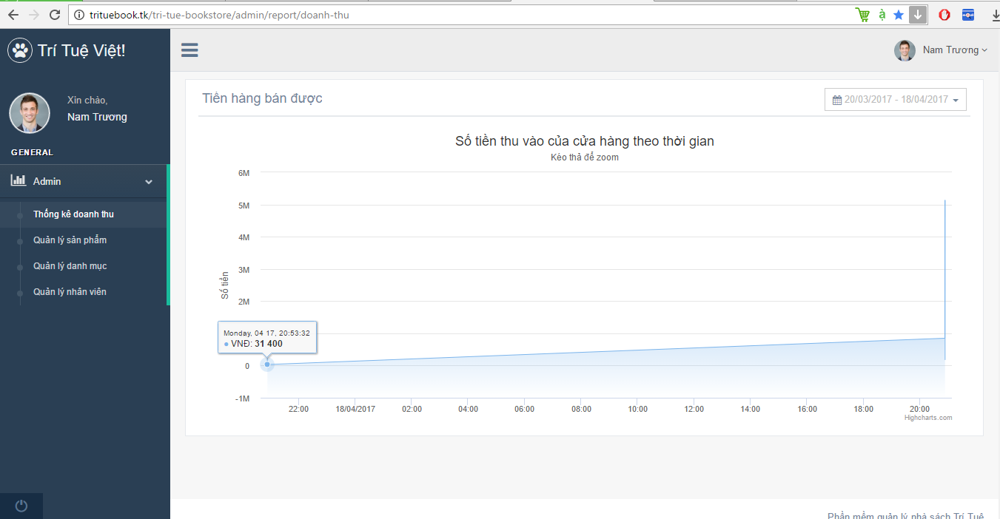 trituebook.tk/tri-tue-bookstore/admin/report/doanh-thu
Trí Tuệ Việt!
Nam Trương
Xin chào,
Nam Trương
GENERAL
Admin
Thống kê doanh thu
Quản lý sản phẩm
Quản lý danh mục
Quản lý nhân viên
Tiền hàng bán được
20/03/2017 - 18/04/2017
Số tiền thu vào của cửa hàng theo thời gian
Kéo thả để zoom
Số tiền
6M
5M
4M
3M
2M
0
-1M
Monday, 04 17, 20:53:32
VNĐ: 31 400
22:00 18/04/2017 02:00 04:00 06:00 08:00 10:00 12:00 14:00 16:00 18:00 20:00
Highcharts.com
Phần mềm quản lý nhà sách Trí Tuệ